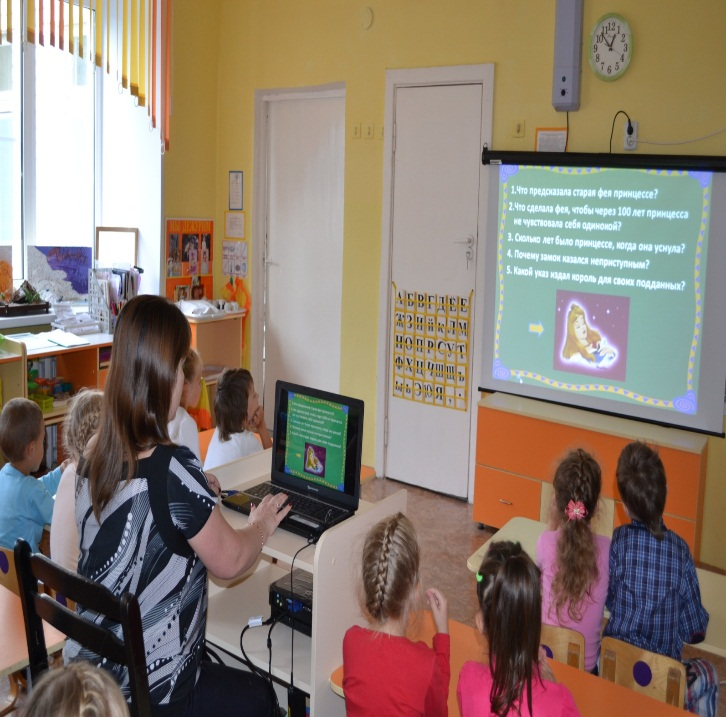 1.Что предсказала старая фея принцессе?
2.Что сделала фея, чтобы через 100 лет принцесса
не чувствовала себя одинокой?
3. Сколько лет было принцессе, когда она уснула?
4. Почему замок казался неприступным?
5. Какой указ издал король для своих подданных?
А Б В Г Д Е Ё
Ж З И Й К Л М
Н О П Р С Т У